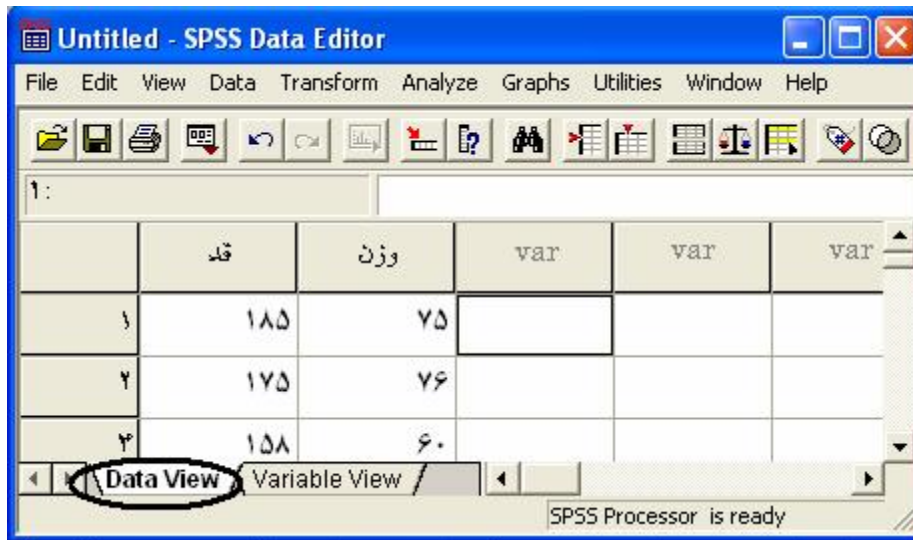 Untitled - SPSS Data Editor
File Edit View Data Transform Analyze Graphs Utilities Window Help
۱:
قد وزن var var var
۱ ۱۸۵ ۷۵
۲ ۱۷۵ ۷۶
۳ ۱۵۸ ۶۰
Data View Variable View
SPSS Processor is ready